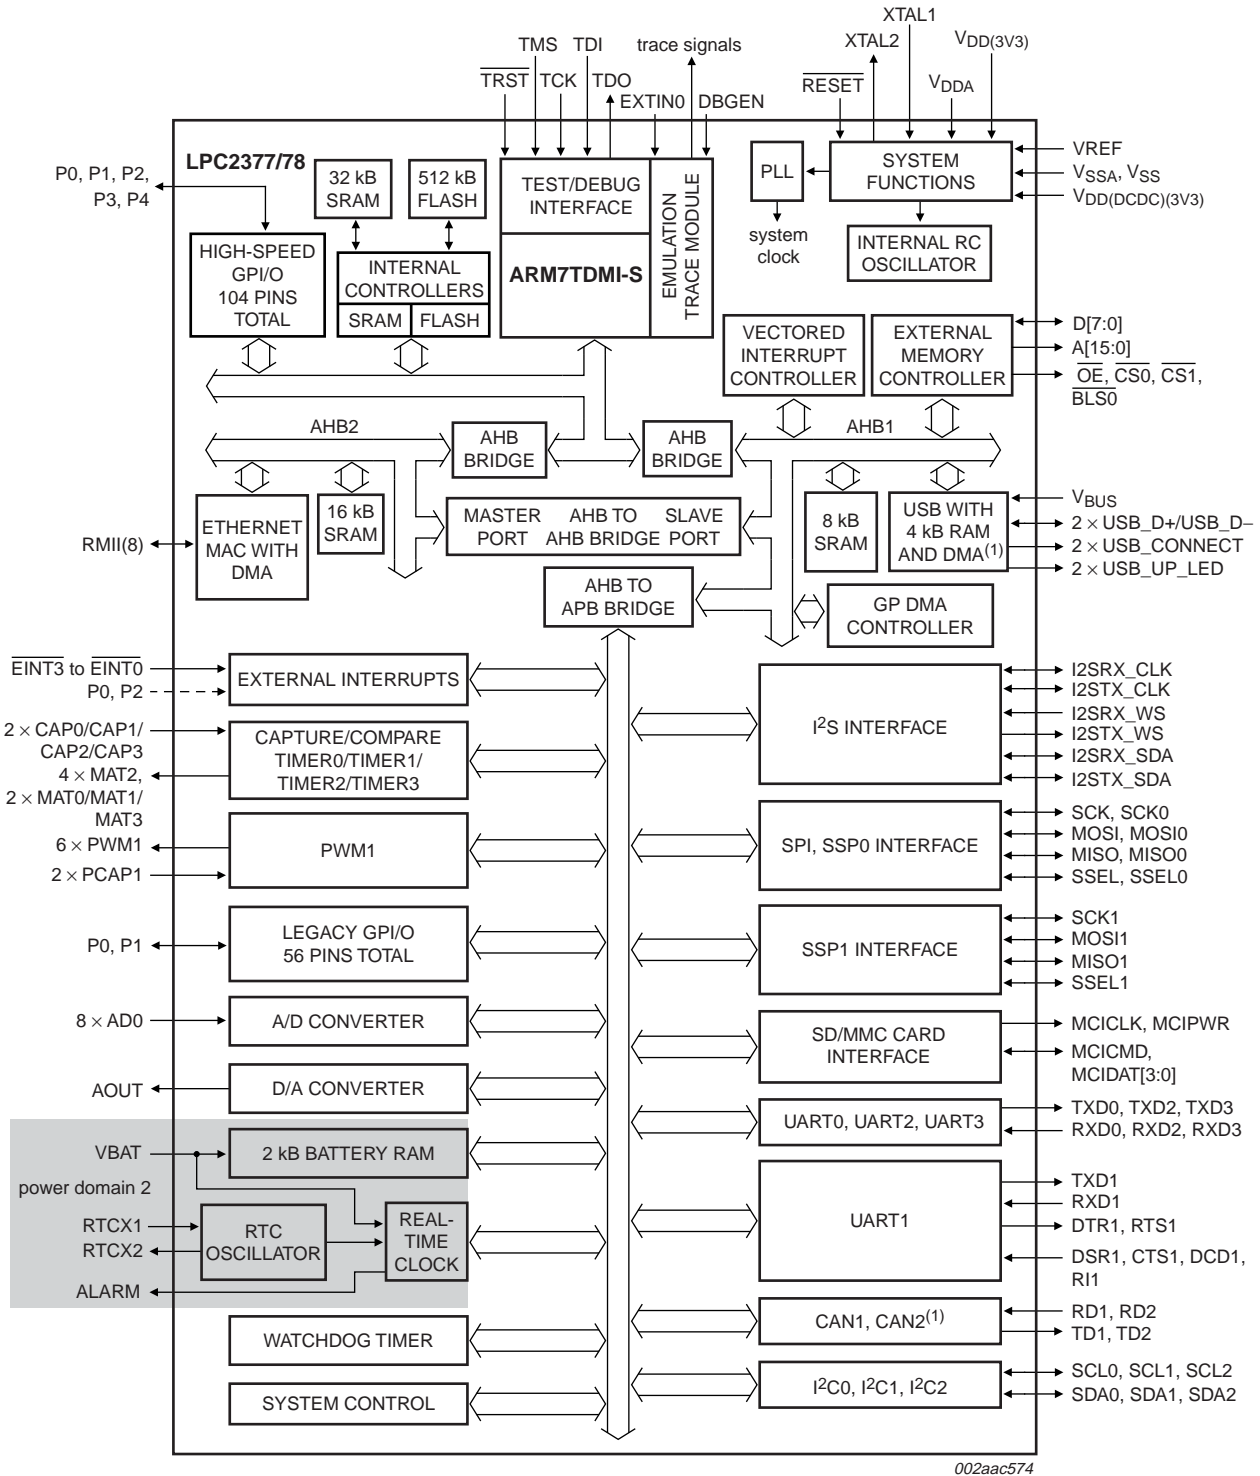 XTAL1
XTAL2
VDD(3V3)
TMS
TDI
trace signals
TRST
TCK
TDO
RESET
VDDA
EXTIN0
DBGEN
LPC2377/78
P0, P1, P2,
P3, P4
32 kB
SRAM
512 kB
FLASH
TEST/DEBUG
INTERFACE
EMULATION
TRACE MODULE
PLL
SYSTEM
FUNCTIONS
VREF
VSSA, VSS
VDD(DCDC)(3V3)
system
clock
INTERNAL RC
OSCILLATOR
HIGH-SPEED
GPI/O
104 PINS
TOTAL
INTERNAL
CONTROLLERS
SRAM
FLASH
ARM7TDMI-S
VECTORED
INTERRUPT
CONTROLLER
EXTERNAL
MEMORY
CONTROLLER
D[7:0]
A[15:0]
OE, CS0, CS1,
BLS0
AHB2
AHB
BRIDGE
AHB
BRIDGE
AHB1
ETHERNET
MAC WITH
DMA
16 kB
SRAM
MASTER
PORT
AHB TO
AHB BRIDGE
SLAVE
PORT
8 kB
SRAM
USB WITH
4 kB RAM
AND DMA(1)
VBUS
2 × USB_D+/USB_D−
2 × USB_CONNECT
2 × USB_UP_LED
RMII(8)
AHB TO
APB BRIDGE
GP DMA
CONTROLLER
EINT3 to EINT0
P0, P2
EXTERNAL INTERRUPTS
I2S INTERFACE
I2SRX_CLK
I2STX_CLK
I2SRX_WS
I2STX_WS
I2SRX_SDA
I2STX_SDA
2 × CAP0/CAP1/
CAP2/CAP3
4 × MAT2,
2 × MAT0/MAT1/
MAT3
CAPTURE/COMPARE
TIMER0/TIMER1/
TIMER2/TIMER3
6 × PWM1
2 × PCAP1
PWM1
SPI, SSP0 INTERFACE
SCK, SCK0
MOSI, MOSI0
MISO, MISO0
SSEL, SSEL0
P0, P1
LEGACY GPI/O
56 PINS TOTAL
SSP1 INTERFACE
SCK1
MOSI1
MISO1
SSEL1
8 × AD0
A/D CONVERTER
SD/MMC CARD
INTERFACE
MCICLK, MCIPWR
MCICMD,
MCIDAT[3:0]
AOUT
D/A CONVERTER
UART0, UART2, UART3
TXD0, TXD2, TXD3
RXD0, RXD2, RXD3
VBAT
2 kB BATTERY RAM
power domain 2
RTCX1
RTCX2
RTC
OSCILLATOR
REAL-
TIME
CLOCK
ALARM
UART1
TXD1
RXD1
DTR1, RTS1
DSR1, CTS1, DCD1,
RI1
WATCHDOG TIMER
CAN1, CAN2(1)
RD1, RD2
TD1, TD2
SYSTEM CONTROL
I2C0, I2C1, I2C2
SCL0, SCL1, SCL2
SDA0, SDA1, SDA2
002aac574